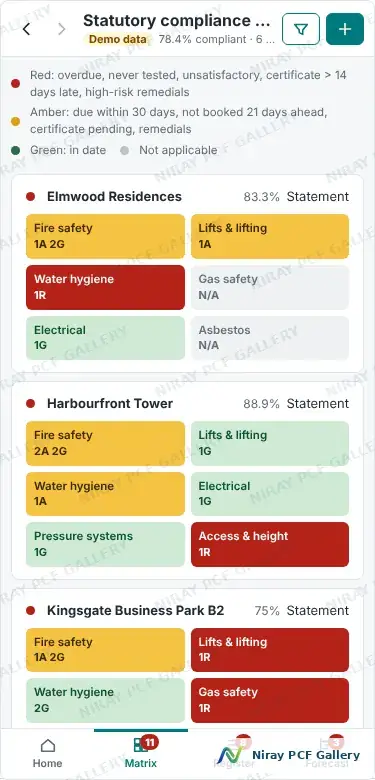 Statutory compliance ...
Demo data 78.4% compliant · 6 ...
Red: overdue, never tested, unsatisfactory, certificate > 14
days late, high-risk remedials
Amber: due within 30 days, not booked 21 days ahead,
certificate pending, remedials
Green: in date Not applicable
Elmwood Residences 83.3% Statement
Fire safety Lifts & lifting
1A 2G 1A
Water hygiene Gas safety
1R N/A
Electrical Asbestos
1G N/A
Harbourfront Tower 88.9% Statement
Fire safety Lifts & lifting
2A 2G 1G
Water hygiene Electrical
1A 1G
Pressure systems Access & height
1G 1R
Kingsgate Business Park B2 75% Statement
Fire safety Lifts & lifting
1A 2G 1R
Water hygiene Gas safety
2G 1R
11
Home Matrix Register Forecast
Niray PCF Gallery
NIRAY PCF GALLERY